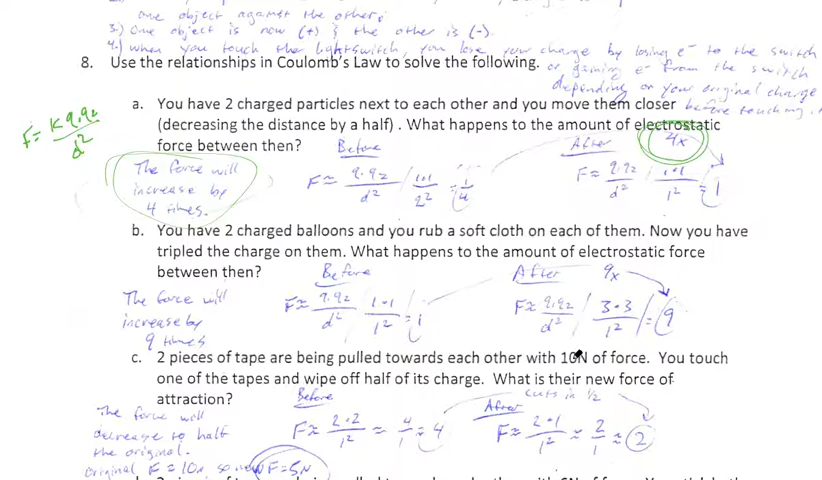 one object against the other;
3.) One object is now (+) & the other is (-).
4.) When you touch the lightswitch, you lose your charge by losing e⁻ to the switch
or gaining e⁻ from the switch
depending on your original charge
before touching.
8. Use the relationships in Coulomb's Law to solve the following.
a. You have 2 charged particles next to each other and you move them closer
(decreasing the distance by a half) . What happens to the amount of electrostatic
force between then?
F= K q₁q₂ / d²
Before
After
4x
The force will
increase by
4 times.
F≈ q₁q₂/d² | 1·1/2² = 1/4
F≈ q₁q₂/d² | 1·1/1² = 1
b. You have 2 charged balloons and you rub a soft cloth on each of them. Now you have
tripled the charge on them. What happens to the amount of electrostatic force
between then?
Before
After
9x
The force will
increase by
9 times
F≈ q₁q₂/d² | 1·1/1² = 1
F≈ q₁q₂/d² | 3·3/1² = 9
c. 2 pieces of tape are being pulled towards each other with 10N of force. You touch
one of the tapes and wipe off half of its charge. What is their new force of
attraction?
Before
After
cuts in 1/2
The force will
decrease to half
the original.
Original F = 10N so new F=5N
F≈ 2·2/1² ≈ 4/1 ≈ 4
F≈ 2·1/1² ≈ 2/1 ≈ 2